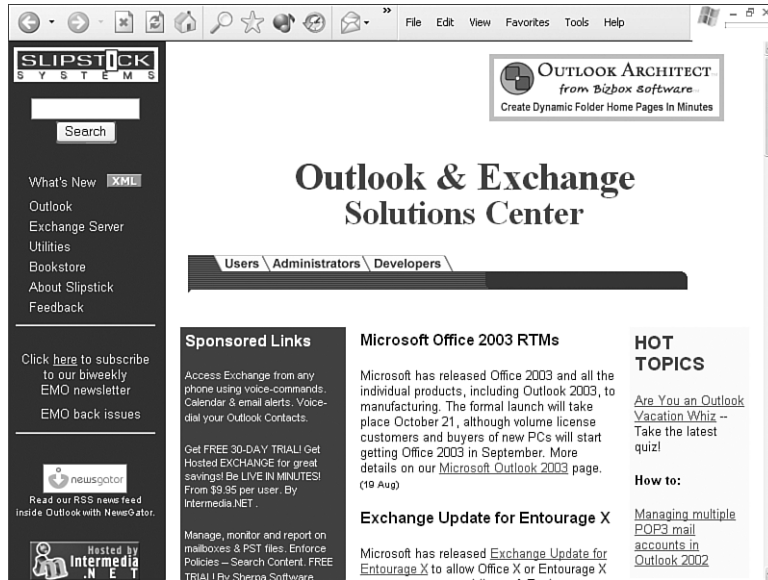 »
File Edit View Favorites Tools Help
SLIPSTICK
SYSTEMS
Search
What's New XML
Outlook
Exchange Server
Utilities
Bookstore
About Slipstick
Feedback
Click here to subscribe
to our biweekly
EMO newsletter
EMO back issues
newsgator
Read our RSS news feed
inside Outlook with NewsGator.
Hosted by
Intermedia
.NET
OUTLOOK ARCHITECT
from Bizbox Software
Create Dynamic Folder Home Pages In Minutes
Outlook & Exchange
Solutions Center
Users \ Administrators \ Developers \
Sponsored Links
Access Exchange from any
phone using voice-commands.
Calendar & email alerts. Voice-
dial your Outlook Contacts.
Get FREE 30-DAY TRIAL! Get
Hosted EXCHANGE for great
savings! Be LIVE IN MINUTES!
From $9.95 per user. By
Intermedia.NET .
Manage, monitor and report on
mailboxes & PST files. Enforce
Policies – Search Content. FREE
TRIAL! By Sherpa Software
Microsoft Office 2003 RTMs
Microsoft has released Office 2003 and all the
individual products, including Outlook 2003, to
manufacturing. The formal launch will take
place October 21, although volume license
customers and buyers of new PCs will start
getting Office 2003 in September. More
details on our Microsoft Outlook 2003 page.
(19 Aug)
Exchange Update for Entourage X
Microsoft has released Exchange Update for
Entourage X to allow Office X or Entourage X
HOT
TOPICS
Are You an Outlook
Vacation Whiz --
Take the latest
quiz!
How to:
Managing multiple
POP3 mail
accounts in
Outlook 2002